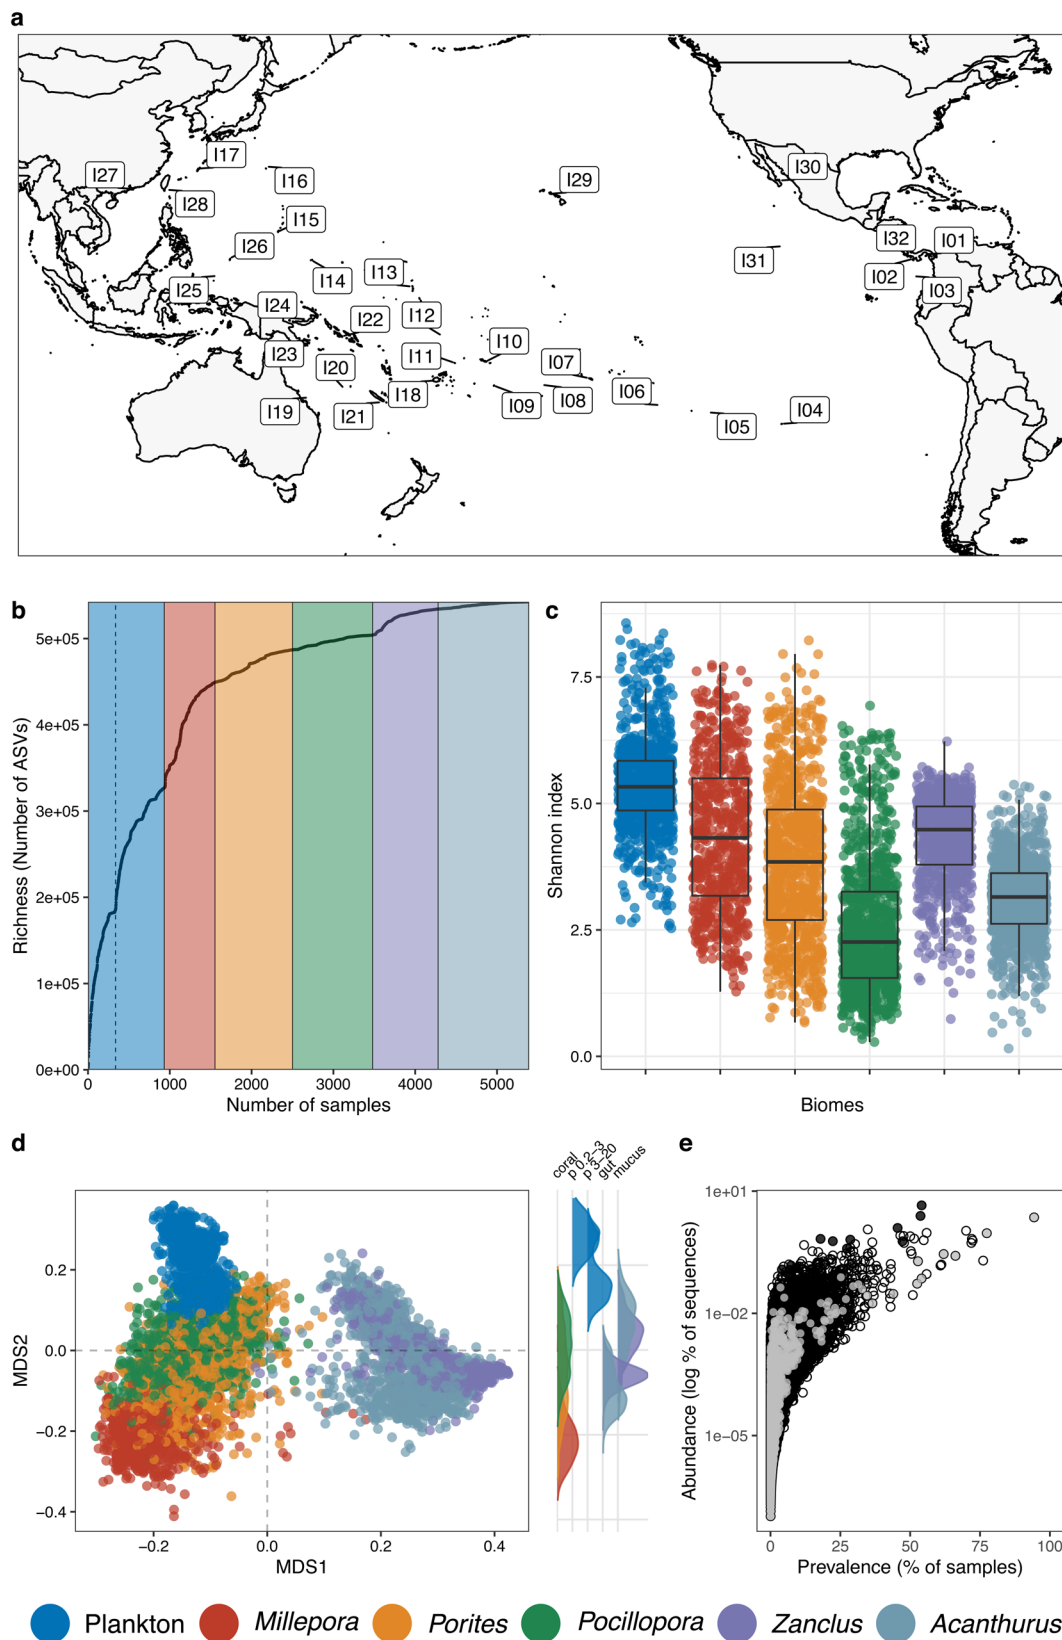 a
I17
I27
I16
I29
I30
I28
I15
I26
I32
I01
I14
I13
I31
I02
I03
I25
I24
I22
I12
I23
I20
I11
I10
I07
I18
I06
I19
I21
I09
I08
I05
I04
b
Richness (Number of ASVs)
5e+05
4e+05
3e+05
2e+05
1e+05
0e+00
0 1000 2000 3000 4000 5000
Number of samples
c
Shannon index
7.5
5.0
2.5
0.0
Biomes
d
MDS2
0.2
0.0
−0.2
−0.4
−0.2 0.0 0.2 0.4
MDS1
coral
p 0.2−3
p 3−20
gut
mucus
e
Abundance (log % of sequences)
1e+01
1e−02
1e−05
0 25 50 75 100
Prevalence (% of samples)
Plankton Millepora Porites Pocillopora Zanclus Acanthurus